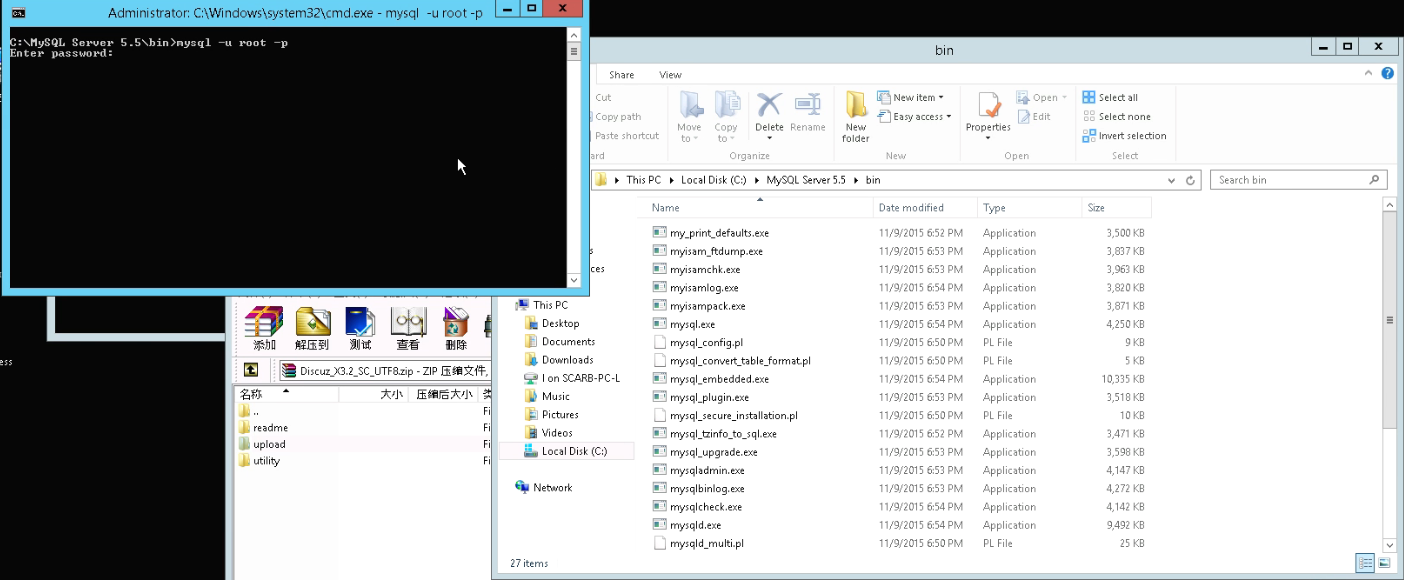 Administrator: C:\Windows\system32\cmd.exe - mysql -u root -p
C:\MySQL Server 5.5\bin>mysql -u root -p
Enter password:
bin
Share View
Cut
Copy path
Paste shortcut
Move to
Copy to
Delete
Rename
Organize
New folder
New item
Easy access
New
Properties
Open
Edit
Open
Select all
Select none
Invert selection
Select
This PC Local Disk (C:) MySQL Server 5.5 bin
Search bin
Name Date modified Type Size
my_print_defaults.exe 11/9/2015 6:52 PM Application 3,500 KB
myisam_ftdump.exe 11/9/2015 6:53 PM Application 3,837 KB
myisamchk.exe 11/9/2015 6:53 PM Application 3,963 KB
myisamlog.exe 11/9/2015 6:54 PM Application 3,820 KB
myisampack.exe 11/9/2015 6:53 PM Application 3,871 KB
mysql.exe 11/9/2015 6:54 PM Application 4,250 KB
mysql_config.pl 11/9/2015 6:50 PM PL File 9 KB
mysql_convert_table_format.pl 11/9/2015 6:50 PM PL File 5 KB
mysql_embedded.exe 11/9/2015 6:54 PM Application 10,335 KB
mysql_plugin.exe 11/9/2015 6:53 PM Application 3,518 KB
mysql_secure_installation.pl 11/9/2015 6:50 PM PL File 10 KB
mysql_tzinfo_to_sql.exe 11/9/2015 6:52 PM Application 3,471 KB
mysql_upgrade.exe 11/9/2015 6:53 PM Application 3,598 KB
mysqladmin.exe 11/9/2015 6:53 PM Application 4,147 KB
mysqlbinlog.exe 11/9/2015 6:53 PM Application 4,272 KB
mysqlcheck.exe 11/9/2015 6:53 PM Application 4,142 KB
mysqld.exe 11/9/2015 6:54 PM Application 9,492 KB
mysqld_multi.pl 11/9/2015 6:50 PM PL File 25 KB
This PC
Desktop
Documents
Downloads
I on SCARB-PC-L
Music
Pictures
Videos
Local Disk (C:)
Network
27 items
添加 解压到 测试 查看 删除
Discuz_X3.2_SC_UTF8.zip - ZIP 压缩文件,
名称 大小 压缩后大小
..
readme
upload
utility